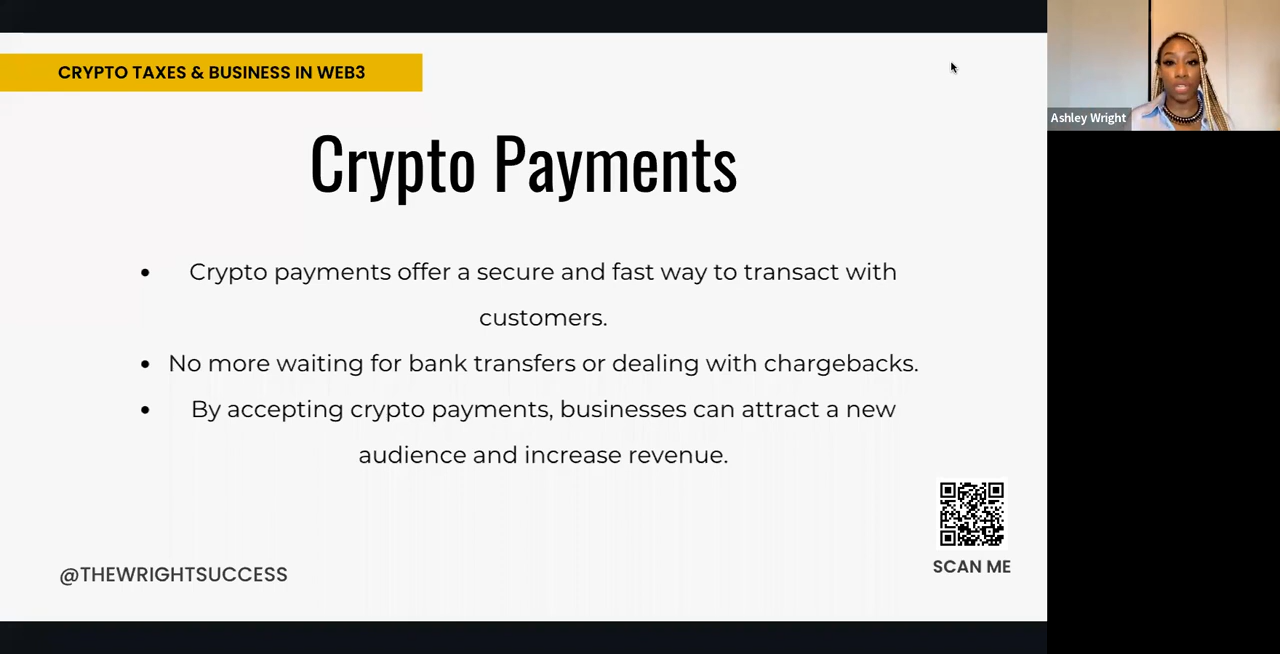 CRYPTO TAXES & BUSINESS IN WEB3
Ashley Wright
Crypto Payments
• Crypto payments offer a secure and fast way to transact with
customers.
• No more waiting for bank transfers or dealing with chargebacks.
• By accepting crypto payments, businesses can attract a new
audience and increase revenue.
@THEWRIGHTSUCCESS
SCAN ME